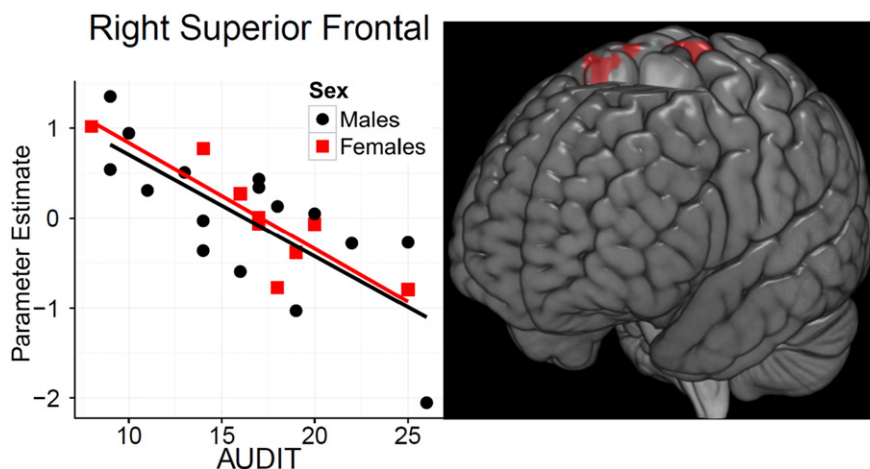 Right Superior Frontal
Sex
Males
Females
Parameter Estimate
1
0
−1
−2
10
15
20
25
AUDIT